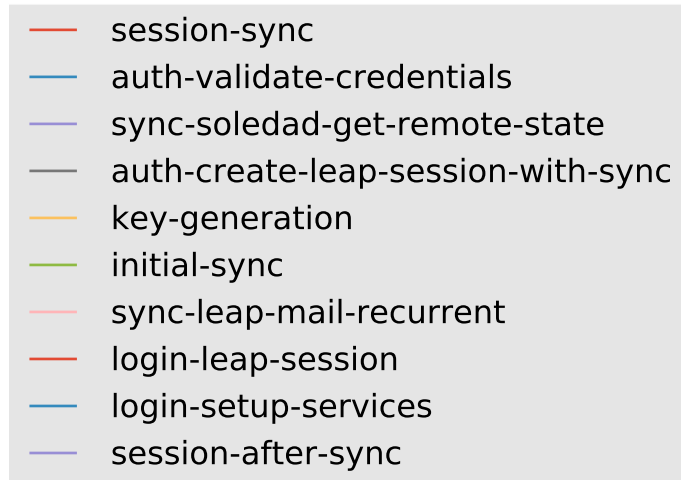 session-sync
auth-validate-credentials
sync-soledad-get-remote-state
auth-create-leap-session-with-sync
key-generation
initial-sync
sync-leap-mail-recurrent
login-leap-session
login-setup-services
session-after-sync